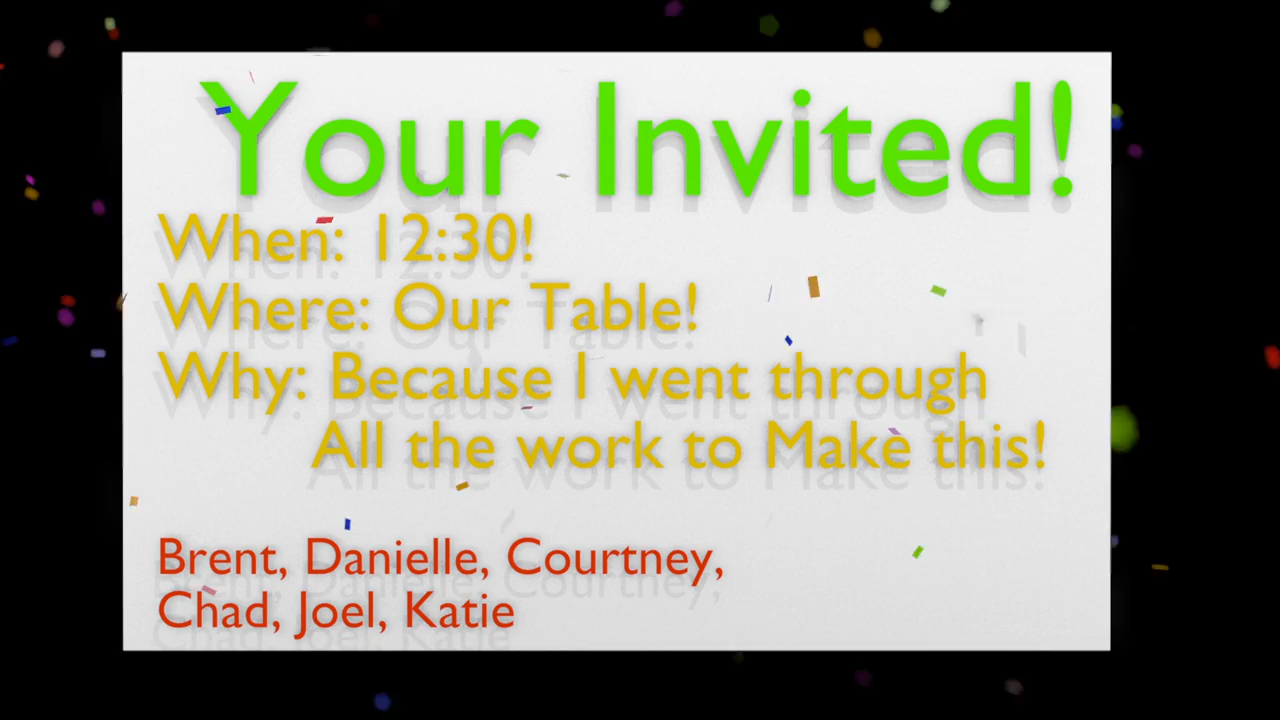 Your Invited!
When: 12:30!
Where: Our Table!
Why: Because I went through
All the work to Make this!
Brent, Danielle, Courtney,
Chad, Joel, Katie